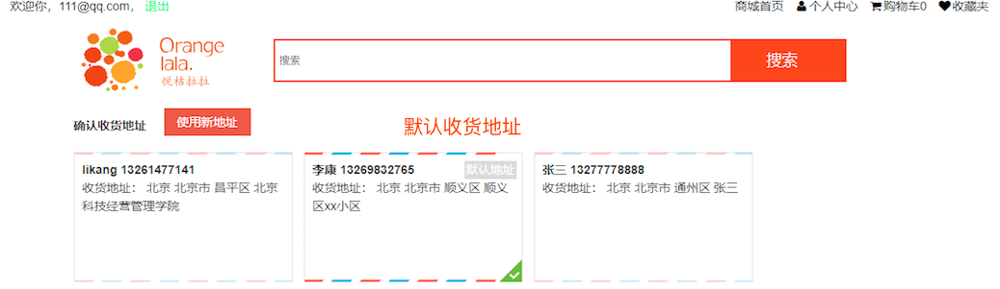 欢迎你，111@qq.com，退出
商城首页 个人中心 购物车0 收藏夹
Orange
lala.
悦桔拉拉
搜索
搜索
确认收货地址 使用新地址
默认收货地址
likang 13261477141
收货地址： 北京 北京市 昌平区 北京
科技经营管理学院
李康 13269832765
默认地址
收货地址： 北京 北京市 顺义区 顺义
区xx小区
张三 13277778888
收货地址： 北京 北京市 通州区 张三